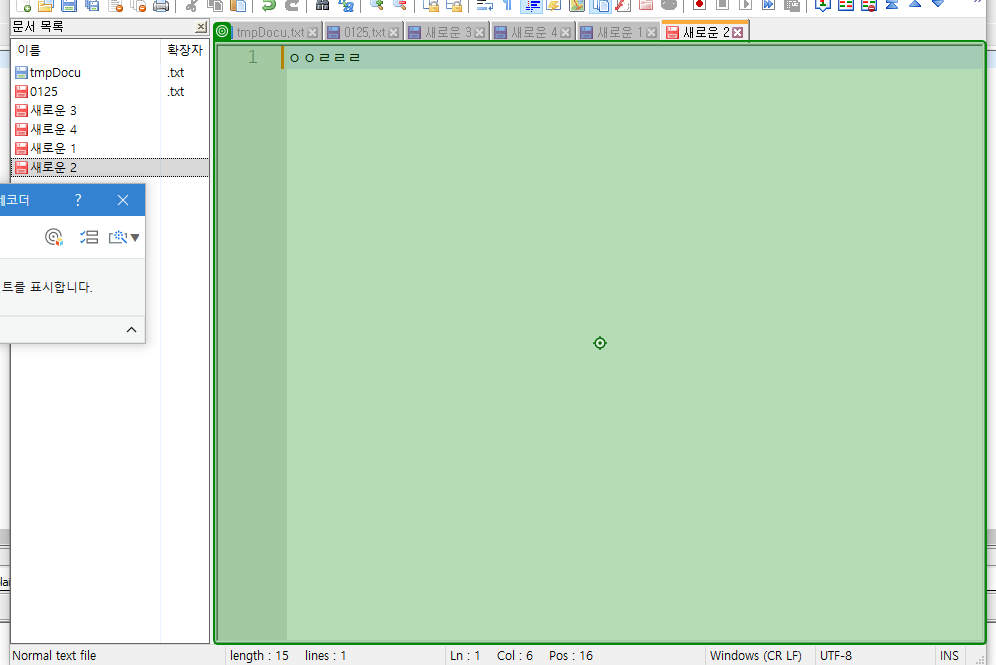 문서 목록
tmpDocu.txt 0125.txt 새로운 3 새로운 4 새로운 1 새로운 2
이름 확장자
tmpDocu .txt
0125 .txt
새로운 3
새로운 4
새로운 1
새로운 2
1 ㅇㅇㄹㄹㄹ
레코더 ?
트를 표시합니다.
Normal text file length : 15 lines : 1 Ln : 1 Col : 6 Pos : 16 Windows (CR LF) UTF-8 INS